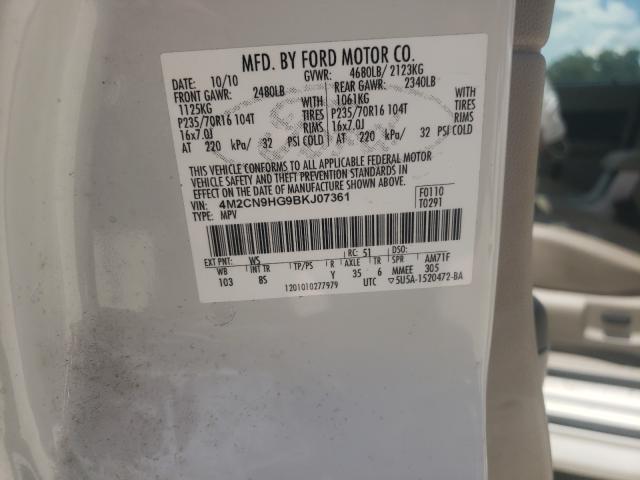 MFD. BY FORD MOTOR CO.
DATE: 10/10 GVWR: 4680LB/ 2123KG
FRONT GAWR: 2480LB REAR GAWR: 2340LB
1125KG WITH 1061KG WITH
P235/70R16 104T TIRES P235/70R16 104T TIRES
16x7.0J RIMS 16x7.0J RIMS
AT 220 kPa/ 32 PSI COLD AT 220 kPa/ 32 PSI COLD
THIS VEHICLE CONFORMS TO ALL APPLICABLE FEDERAL MOTOR
VEHICLE SAFETY AND THEFT PREVENTION STANDARDS IN
EFFECT ON THE DATE OF MANUFACTURE SHOWN ABOVE.
VIN: 4M2CN9HG9BKJ07361 F0110
TYPE: MPV T0291
EXT PNT: WS RC: 51 DSO:
WB INT TR TP/PS R AXLE TR SPR AM71F
103 BS Y 35 6 MMEE 305
1201010277979 UTC ▽5U5A-1520472-BA